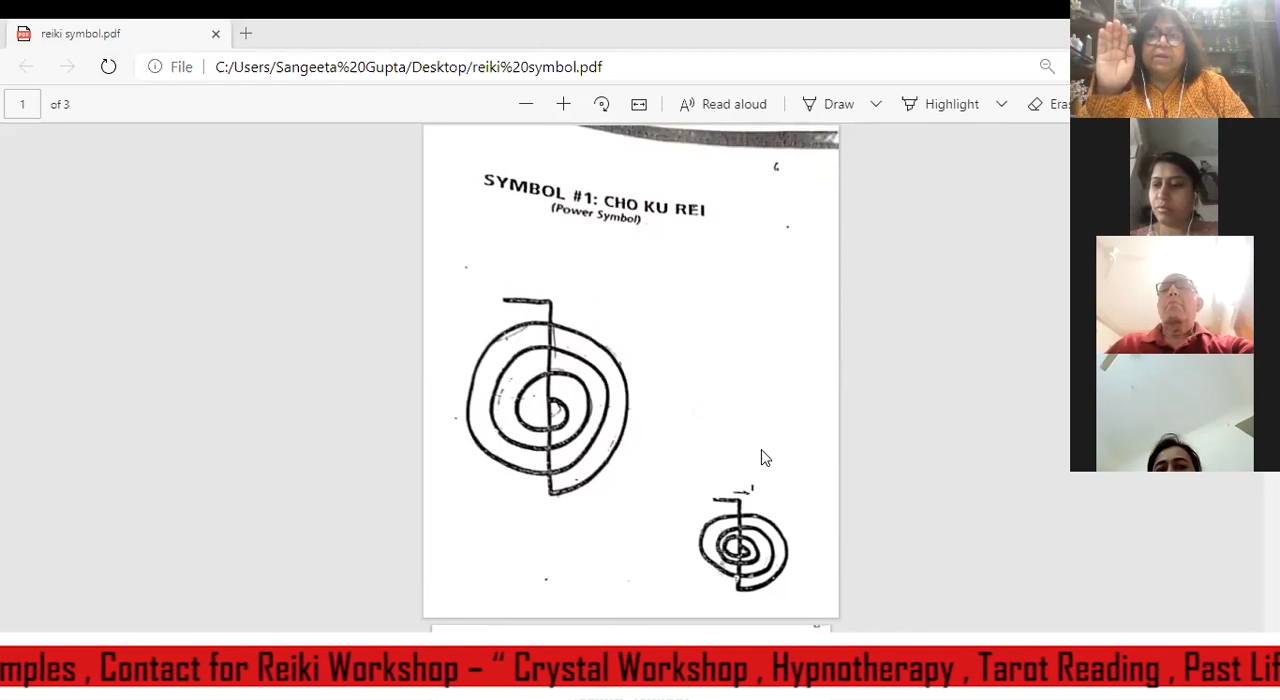 reiki symbol.pdf
File
C:/Users/Sangeeta%20Gupta/Desktop/reiki%20symbol.pdf
1 of 3
Read aloud
Draw
Highlight
6
SYMBOL #1: CHO KU REI
(Power Symbol)
mples , Contact for Reiki Workshop – “ Crystal Workshop , Hypnotherapy , Tarot Reading , Past Lif